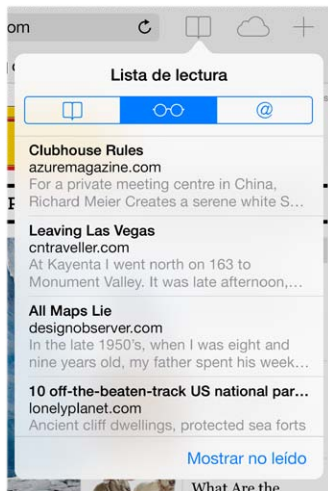 om
Lista de lectura
@
Clubhouse Rules
azuremagazine.com
For a private meeting centre in China,
Richard Meier Creates a serene white S...
Leaving Las Vegas
cntraveller.com
At Kayenta I went north on 163 to
Monument Valley. It was late afternoon,...
All Maps Lie
designobserver.com
In the late 1950's, when I was eight and
nine years old, my father spent his week...
10 off-the-beaten-track US national par...
lonelyplanet.com
Ancient cliff dwellings, protected sea forts
Mostrar no leído
What Are the